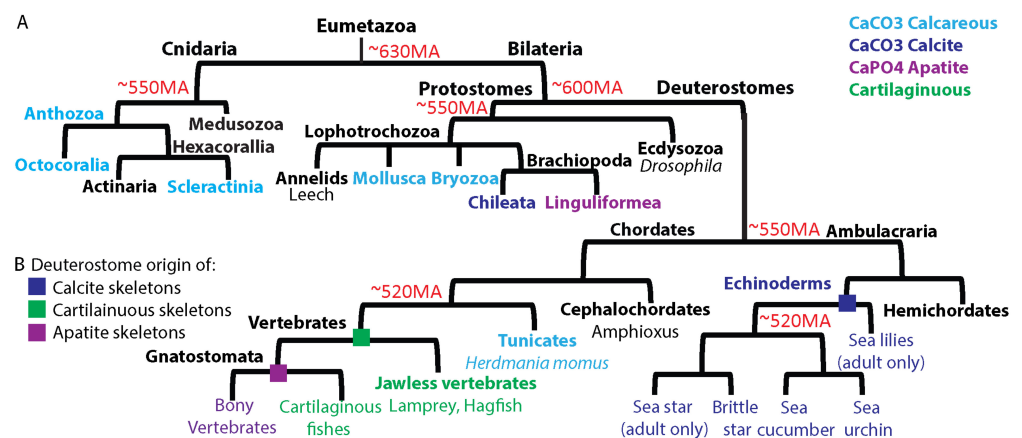 A
Eumetazoa
CaCO3 Calcareous
CaCO3 Calcite
CaPO4 Apatite
Cartilaginuous
Cnidaria
~630MA
Bilateria
~550MA
Protostomes
~600MA
Deuterostomes
~550MA
Anthozoa
Medusozoa
Lophotrochozoa
Hexacorallia
Ecdysozoa
Drosophila
Octocoralia
Actinaria
Scleractinia
Annelids
Leech
Mollusca
Bryozoa
Brachiopoda
Chileata
Linguliformea
Chordates
~550MA
Ambulacraria
B Deuterostome origin of:
Calcite skeletons
Cartilainuous skeletons
Apatite skeletons
~520MA
Echinoderms
Cephalochordates
Amphioxus
Hemichordates
Vertebrates
~520MA
Tunicates
Herdmania momus
Sea lilies
(adult only)
Gnatostomata
Jawless vertebrates
Lamprey, Hagfish
Bony
Vertebrates
Cartilaginous
fishes
Sea star
(adult only)
Brittle
star
Sea
cucumber
Sea
urchin